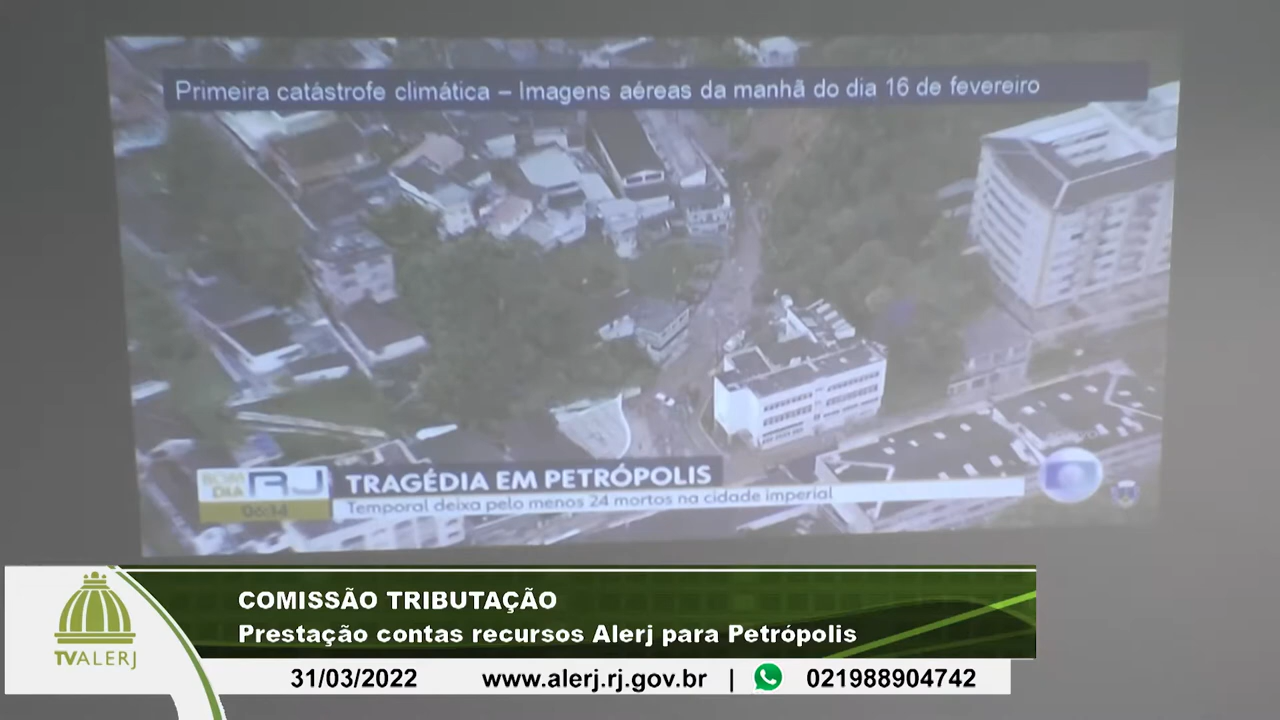 Primeira catástrofe climática – Imagens aéreas da manhã do dia 16 de fevereiro
BOM DIA RJ
TRAGÉDIA EM PETRÓPOLIS
06:34
Temporal deixa pelo menos 24 mortos na cidade imperial
COMISSÃO TRIBUTAÇÃO
Prestação contas recursos Alerj para Petrópolis
TVALERJ
31/03/2022 www.alerj.rj.gov.br | 021988904742